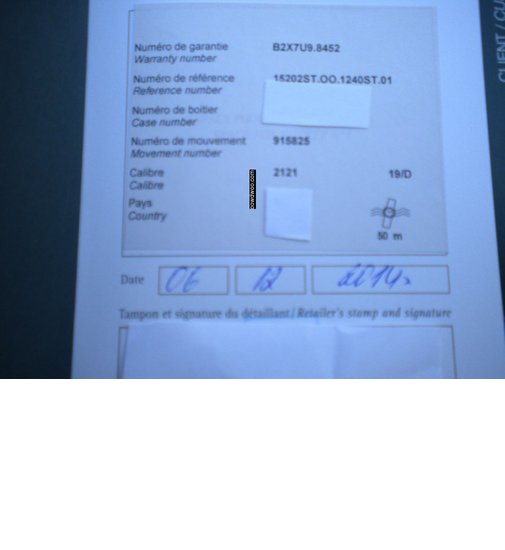 Numéro de garantie B2X7U9.8452
Warranty number
Numéro de référence 15202ST.OO.1240ST.01
Reference number
Numéro de boitier
Case number
Numéro de mouvement 915825
Movement number
Calibre 2121 19/D
Calibre
Pays
Country
50 m
Date 06 12 2014
Tampon et signature du détaillant/Retailer's stamp and signature
CLIENT / CU